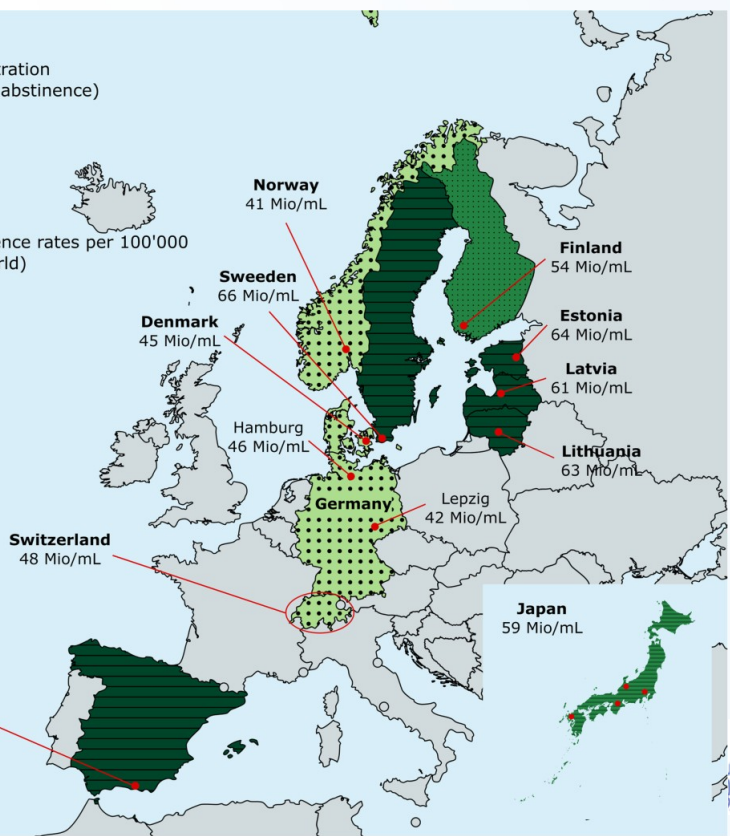 tration
abstinence)
ence rates per 100'000
rld)
Norway
41 Mio/mL
Sweeden
66 Mio/mL
Denmark
45 Mio/mL
Finland
54 Mio/mL
Estonia
64 Mio/mL
Latvia
61 Mio/mL
Lithuania
63 Mio/mL
Hamburg
46 Mio/mL
Germany
Lepzig
42 Mio/mL
Switzerland
48 Mio/mL
Japan
59 Mio/mL